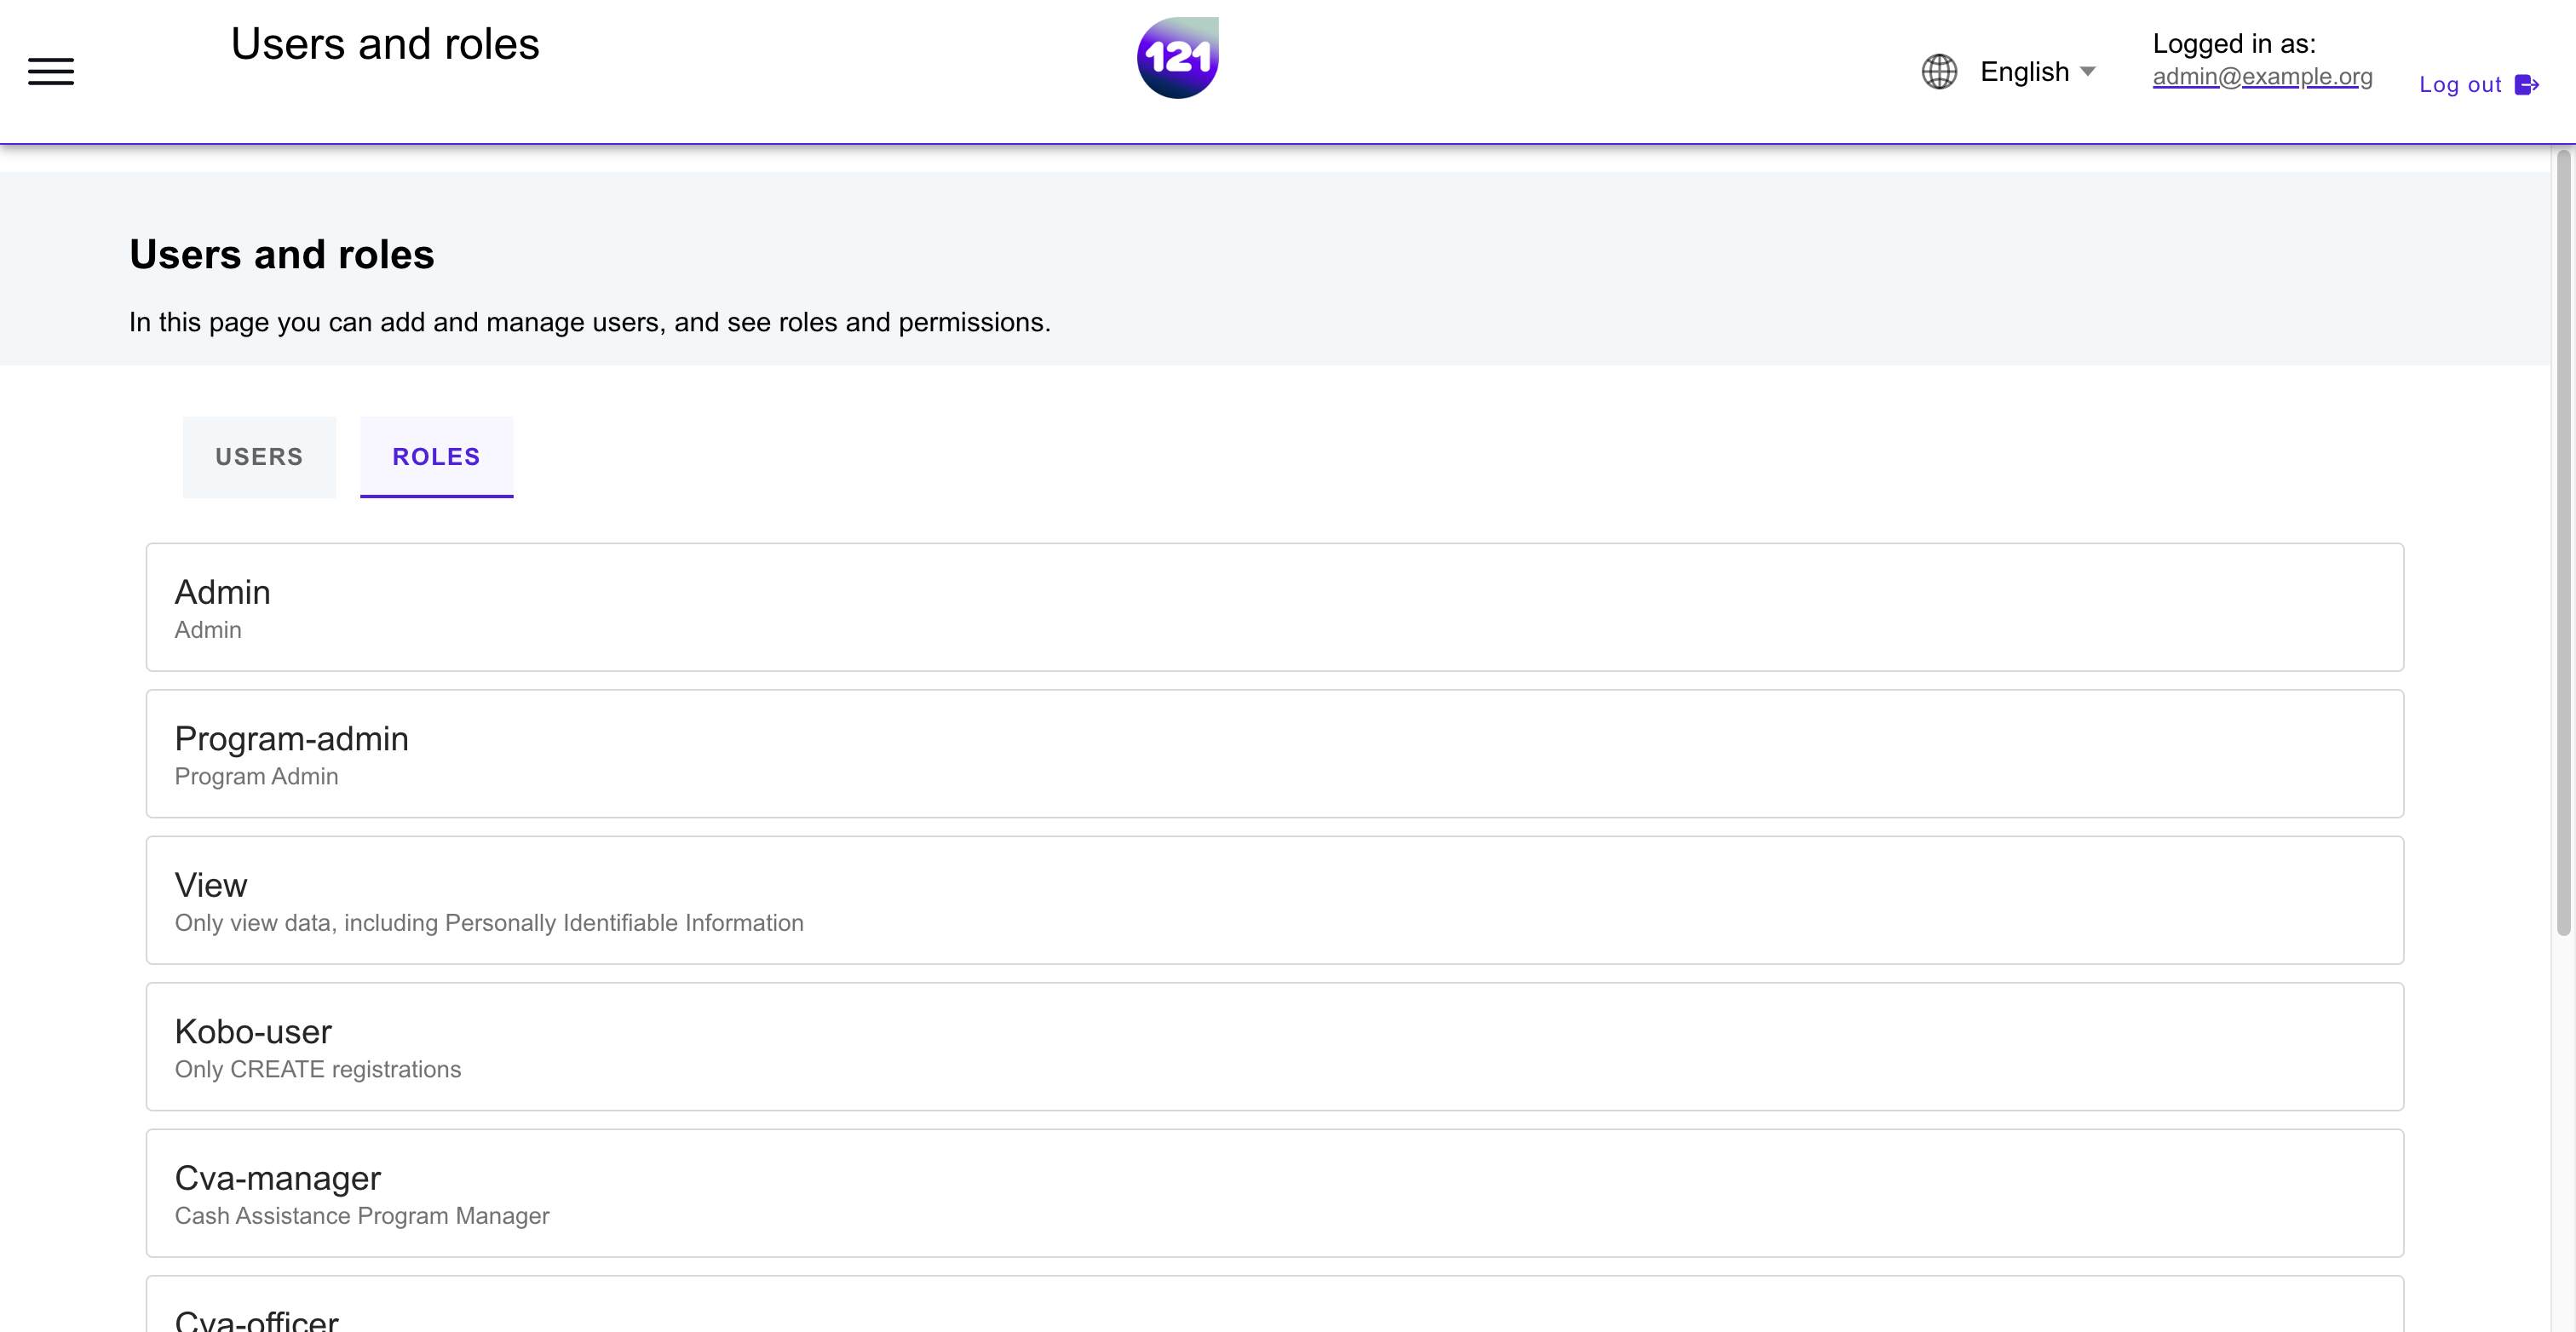 Users and roles
121
English
Logged in as:
admin@example.org
Log out
Users and roles
In this page you can add and manage users, and see roles and permissions.
USERS
ROLES
Admin
Admin
Program-admin
Program Admin
View
Only view data, including Personally Identifiable Information
Kobo-user
Only CREATE registrations
Cva-manager
Cash Assistance Program Manager
Cva-officer